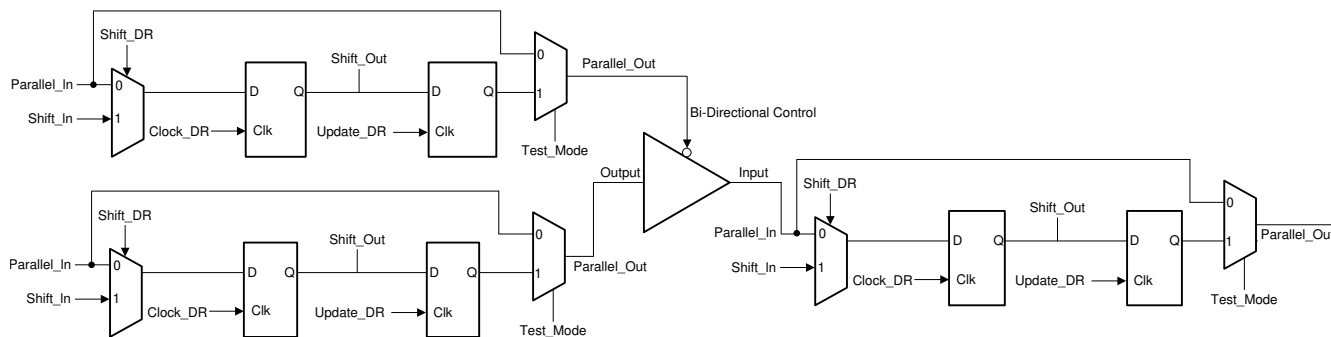 Shift_DR
Parallel_In
0
1
Shift_In
Clock_DR
D
Q
Clk
Shift_Out
Update_DR
D
Q
Clk
0
1
Test_Mode
Parallel_Out
Bi-Directional Control
Output
Input
Shift_DR
Parallel_In
0
1
Shift_In
Clock_DR
D
Q
Clk
Shift_Out
Update_DR
D
Q
Clk
0
1
Parallel_Out
Test_Mode
Shift_DR
Parallel_In
0
1
Shift_In
Clock_DR
D
Q
Clk
Shift_Out
Update_DR
D
Q
Clk
0
1
Parallel_Out
Test_Mode